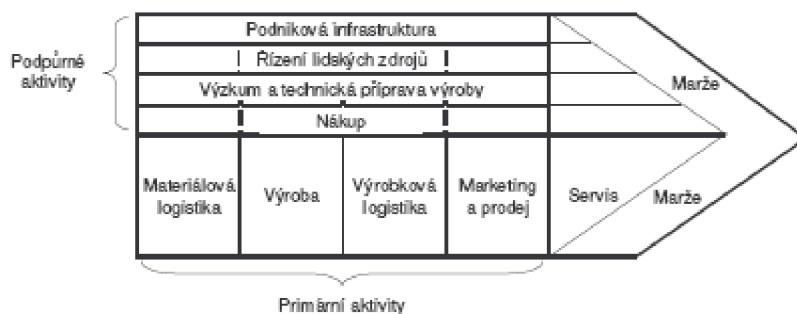 Podniková infrastruktura
Řízení lidských zdrojů
Podpůrné
aktivity
Výzkum a technická příprava výroby
Nákup
Marže
Materiálová
logistika
Výroba
Výrobková
logistika
Marketing
a prodej
Servis
Marže
Primární aktivity